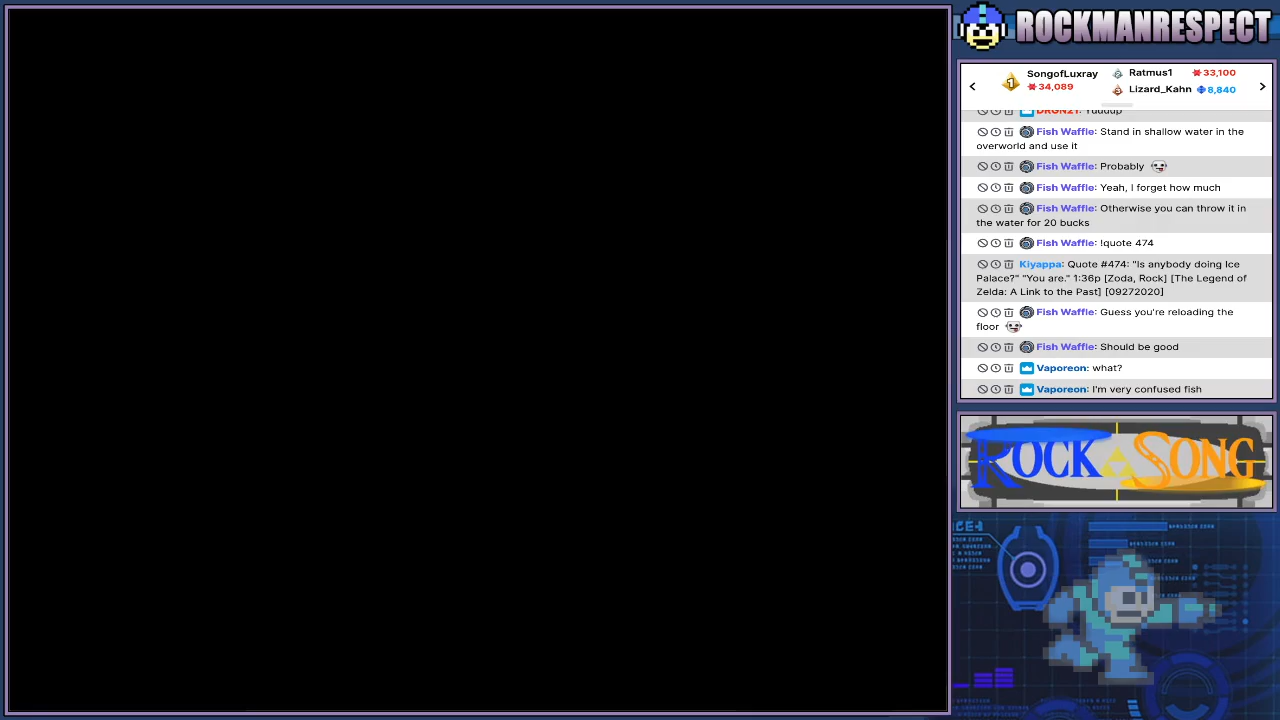 ROCKMANRESPECT
SongofLuxray
34,089
Ratmus1 33,100
Lizard_Kahn 8,840
DRGN21: Yuuuup
Fish Waffle: Stand in shallow water in the
overworld and use it
Fish Waffle: Probably
Fish Waffle: Yeah, I forget how much
Fish Waffle: Otherwise you can throw it in
the water for 20 bucks
Fish Waffle: !quote 474
Kiyappa: Quote #474: "Is anybody doing Ice
Palace?" "You are." 1:36p [Zoda, Rock] [The Legend of
Zelda: A Link to the Past] [09272020]
Fish Waffle: Guess you're reloading the
floor
Fish Waffle: Should be good
Vaporeon: what?
Vaporeon: I'm very confused fish
ROCK SONG